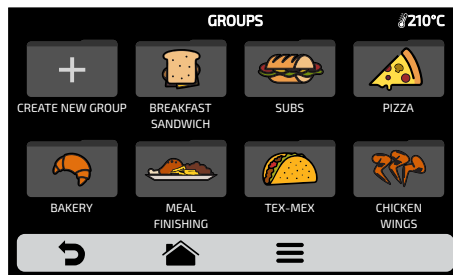 GROUPS
210°C
CREATE NEW GROUP
BREAKFAST
SANDWICH
SUBS
PIZZA
BAKERY
MEAL
FINISHING
TEX-MEX
CHICKEN
WINGS